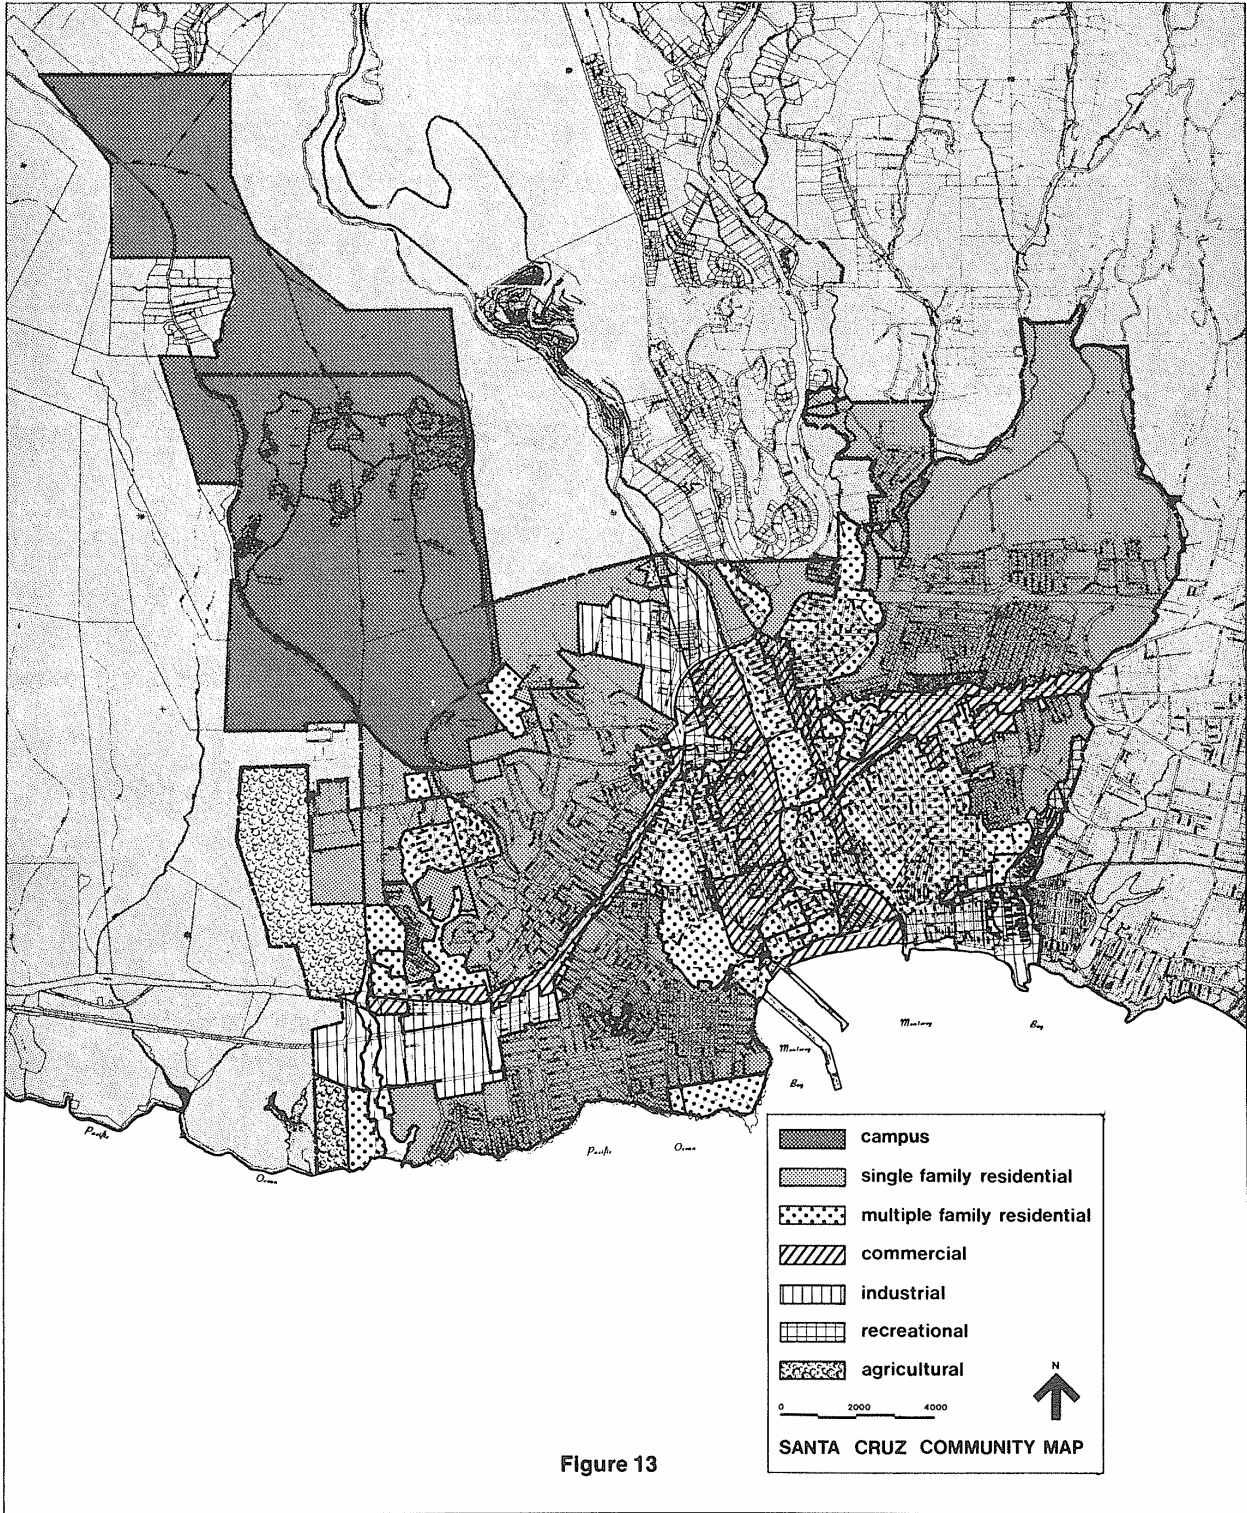 Monterey
Bay
Monterey
Bay
Pacific
Ocean
Pacific
Ocean
campus
single family residential
multiple family residential
commercial
industrial
recreational
agricultural
N
0 2000 4000
SANTA CRUZ COMMUNITY MAP
Figure 13